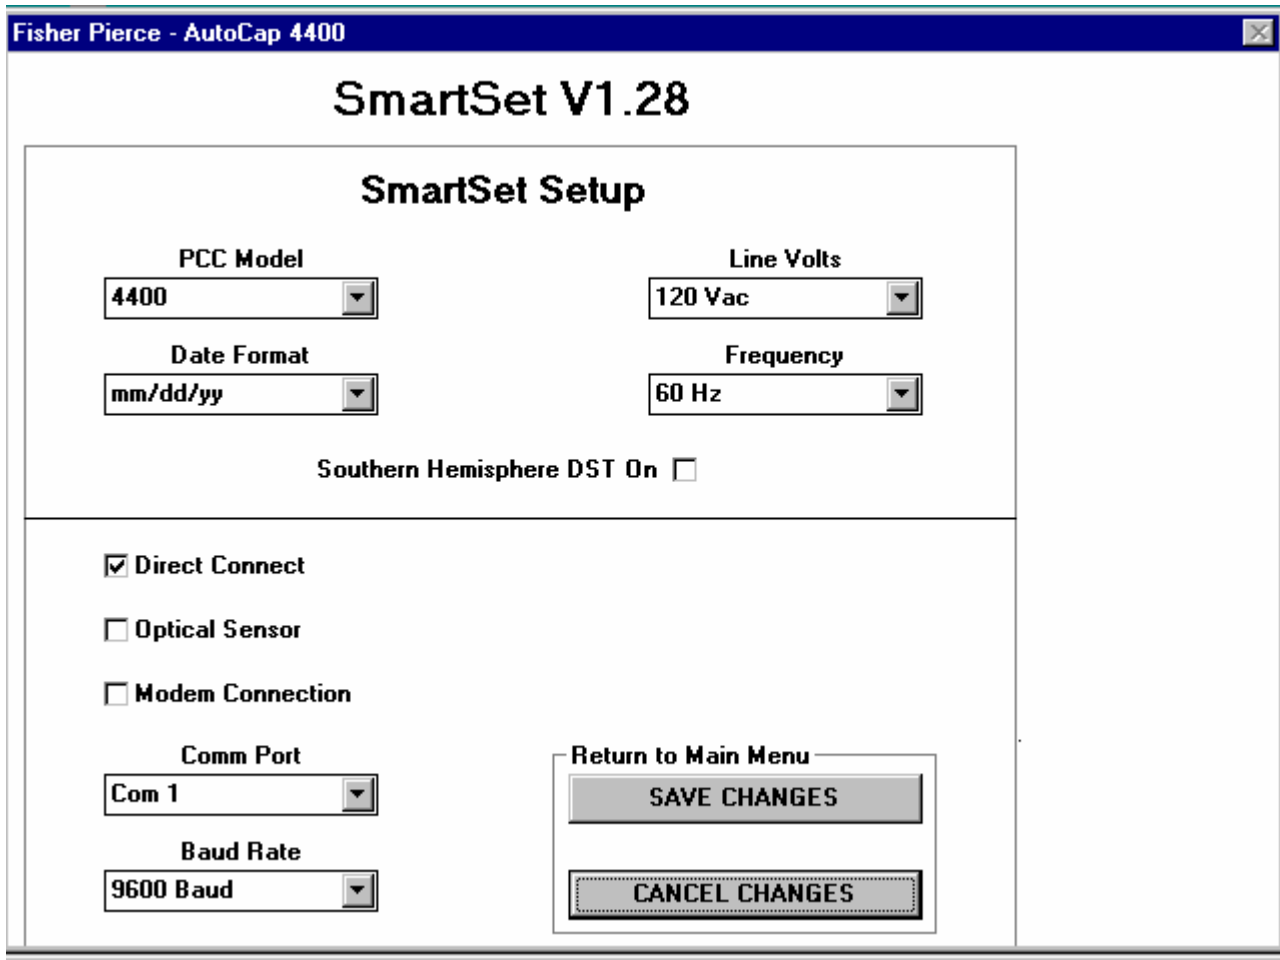 Fisher Pierce - AutoCap 4400
SmartSet V1.28
SmartSet Setup
PCC Model
Line Volts
4400
120 Vac
Date Format
Frequency
mm/dd/yy
60 Hz
Southern Hemisphere DST On
Direct Connect
Optical Sensor
Modem Connection
Comm Port
Return to Main Menu
Com 1
SAVE CHANGES
Baud Rate
9600 Baud
CANCEL CHANGES